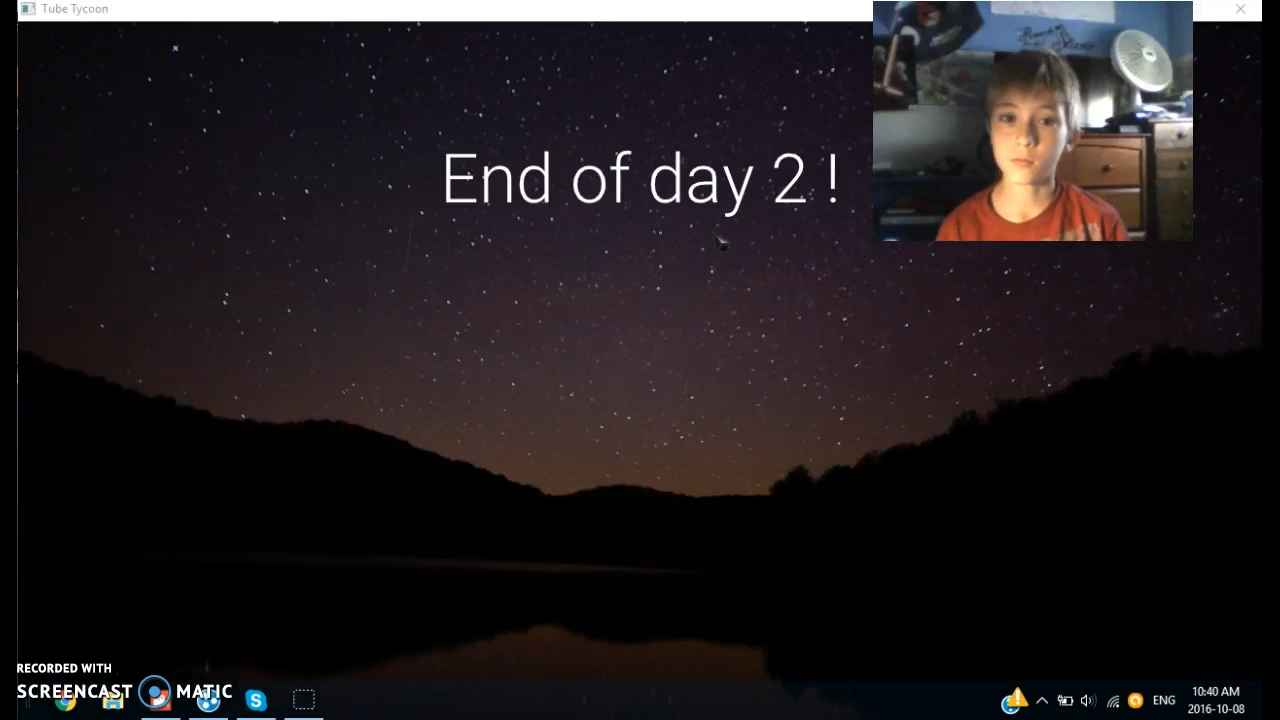 Tube Tycoon
End of day 2 !
RECORDED WITH
SCREENCAST MATIC
ENG
10:40 AM
2016-10-08